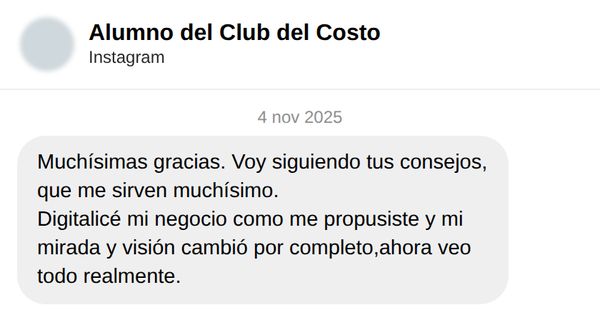 Alumno del Club del Costo
Instagram
4 nov 2025
Muchísimas gracias. Voy siguiendo tus consejos,
que me sirven muchísimo.
Digitalicé mi negocio como me propusiste y mi
mirada y visión cambió por completo,ahora veo
todo realmente.